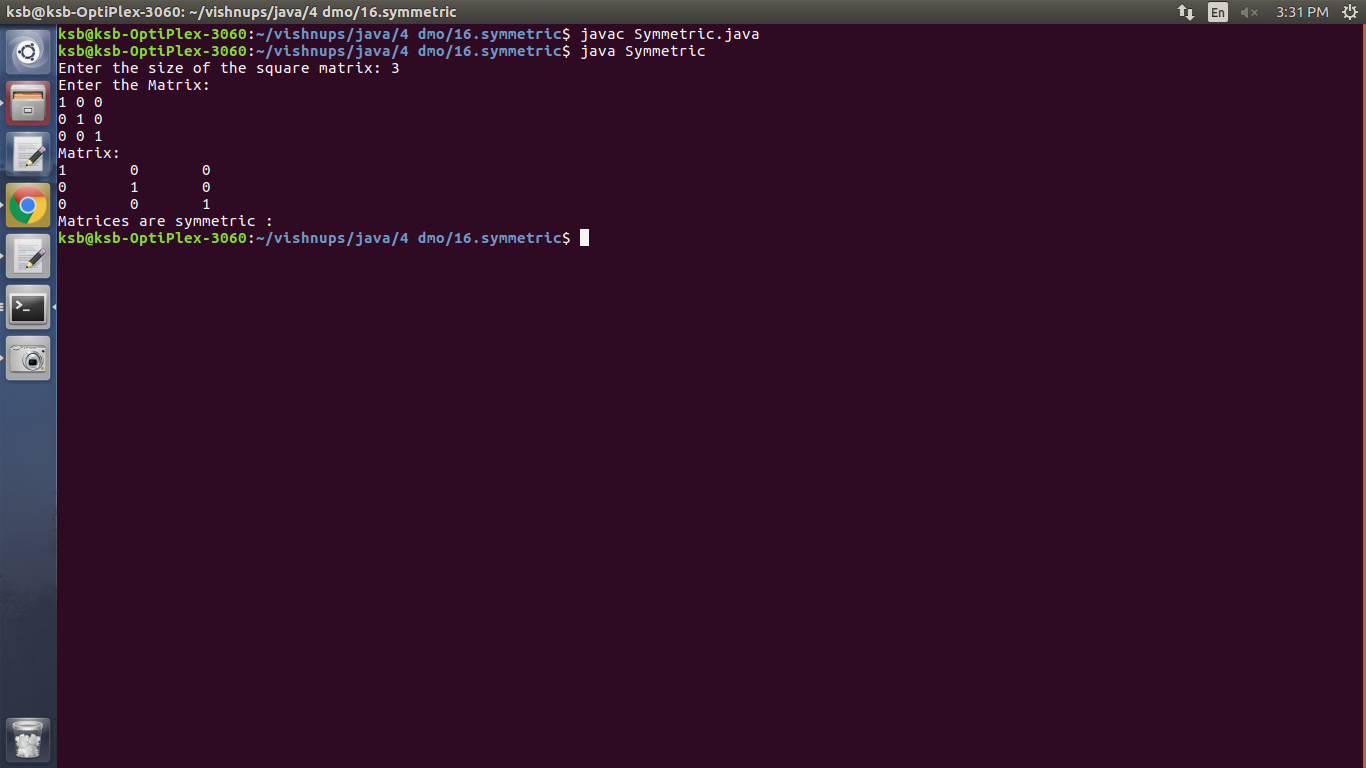 ksb@ksb-OptiPlex-3060: ~/vishnups/java/4 dmo/16.symmetric En 3:31 PM
ksb@ksb-OptiPlex-3060:~/vishnups/java/4 dmo/16.symmetric$ javac Symmetric.java
ksb@ksb-OptiPlex-3060:~/vishnups/java/4 dmo/16.symmetric$ java Symmetric
Enter the size of the square matrix: 3
Enter the Matrix:
1 0 0
0 1 0
0 0 1
Matrix:
1 0 0
0 1 0
0 0 1
Matrices are symmetric :
ksb@ksb-OptiPlex-3060:~/vishnups/java/4 dmo/16.symmetric$